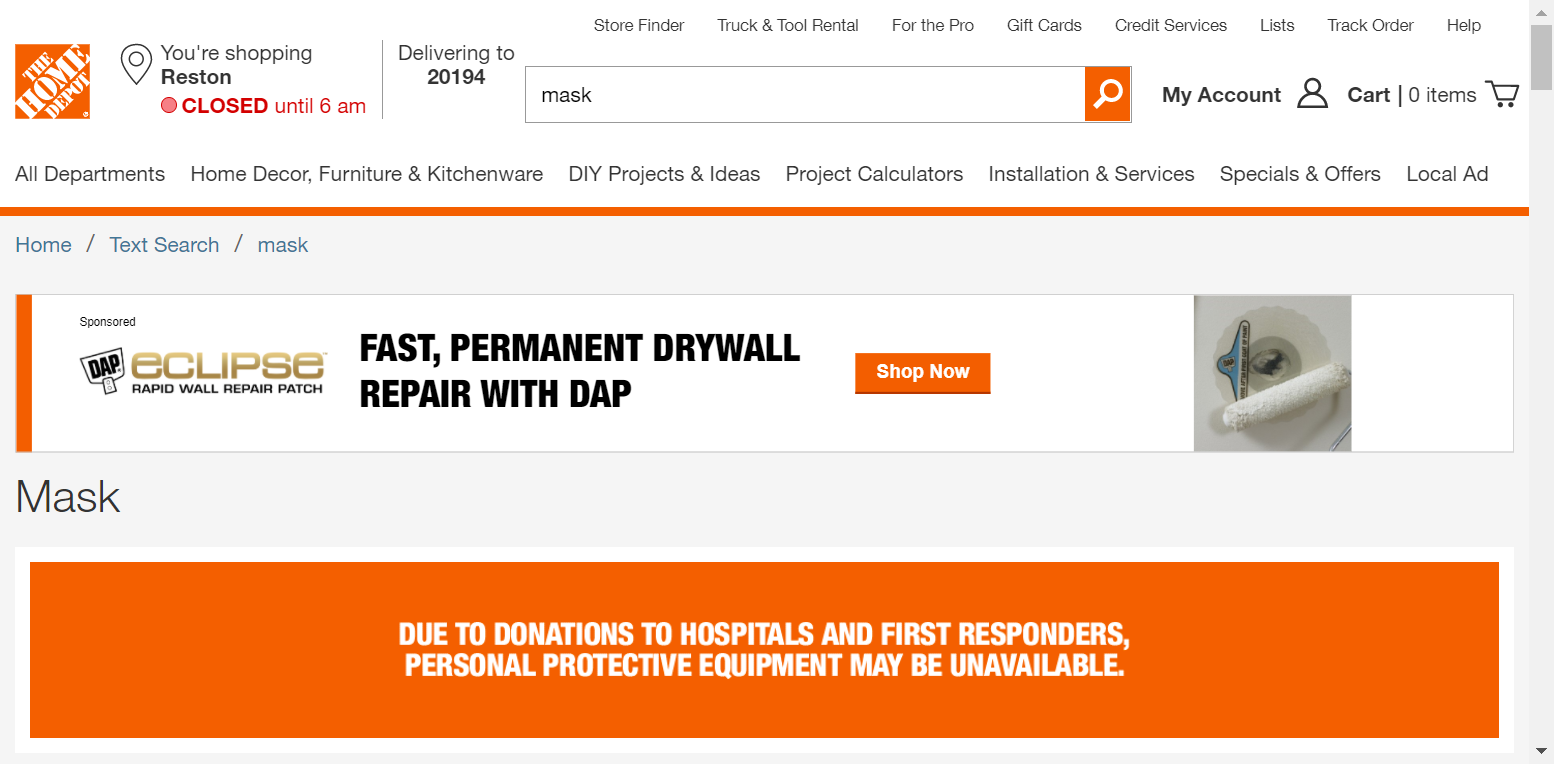 Store Finder
Truck & Tool Rental
For the Pro
Gift Cards
Credit Services
Lists
Track Order
Help
THE
HOME
DEPOT
You're shopping
Reston
CLOSED until 6 am
Delivering to
20194
mask
My Account
Cart | 0 items
All Departments
Home Decor, Furniture & Kitchenware
DIY Projects & Ideas
Project Calculators
Installation & Services
Specials & Offers
Local Ad
Home / Text Search / mask
Sponsored
DAP
ECLIPSE™
RAPID WALL REPAIR PATCH
FAST, PERMANENT DRYWALL
REPAIR WITH DAP
Shop Now
Mask
DUE TO DONATIONS TO HOSPITALS AND FIRST RESPONDERS,
PERSONAL PROTECTIVE EQUIPMENT MAY BE UNAVAILABLE.